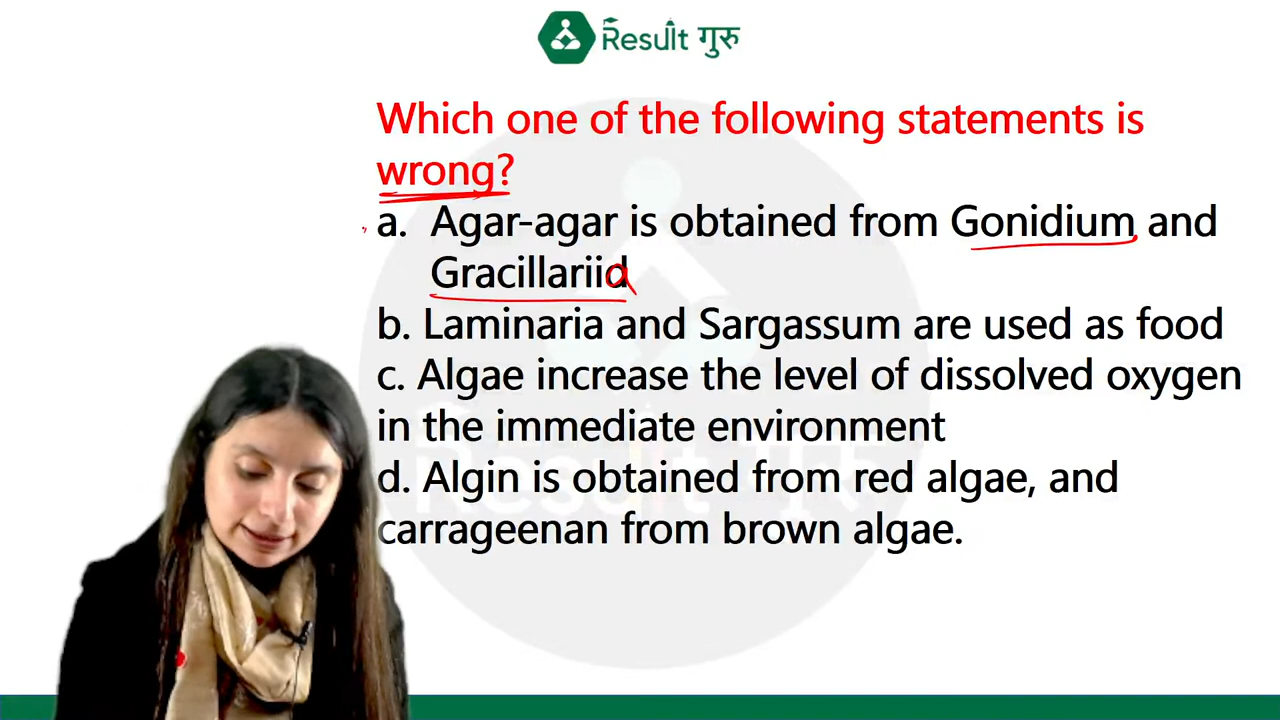 Result गुरु
Which one of the following statements is
wrong?
a. Agar-agar is obtained from Gonidium and
Gracillariia
b. Laminaria and Sargassum are used as food
c. Algae increase the level of dissolved oxygen
in the immediate environment
d. Algin is obtained from red algae, and
carrageenan from brown algae.